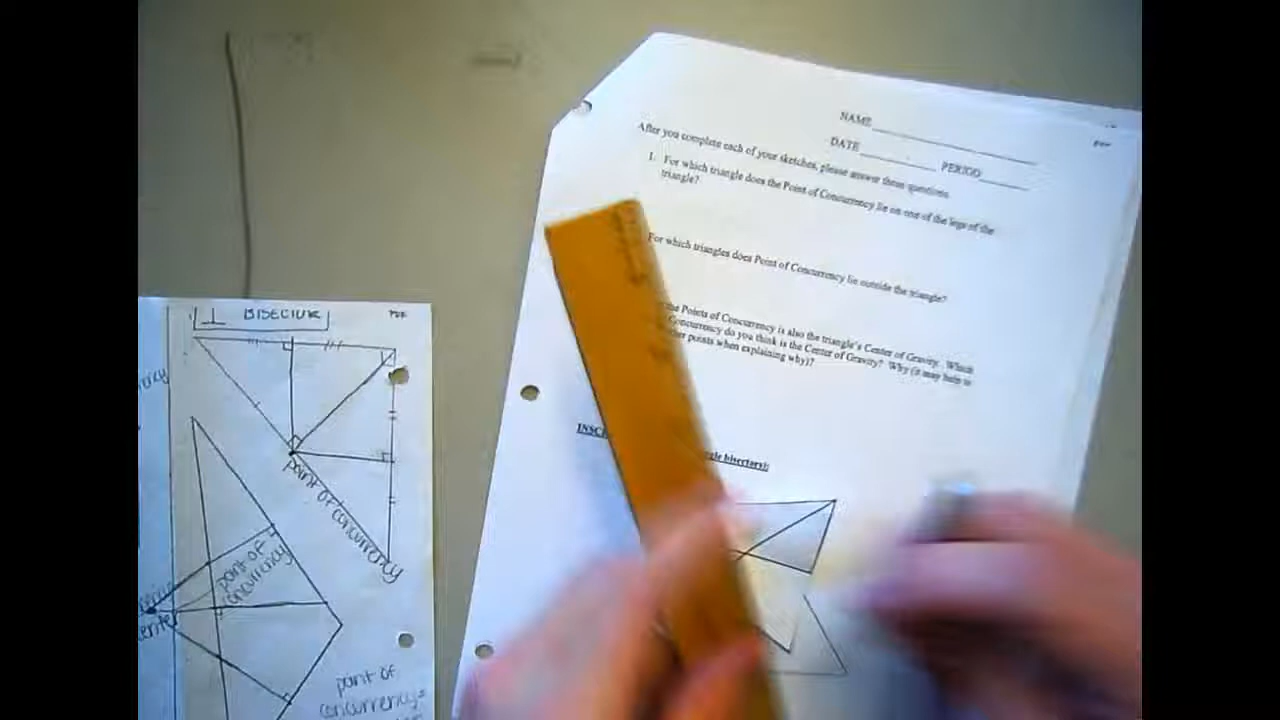 NAME
DATE PERIOD
After you complete each of your sketches, please answer these questions.
1. For which triangle does the Point of Concurrency lie on one of the legs of the
triangle?
For which triangles does Point of Concurrency lie outside the triangle?
the Points of Concurrency is also the triangle's Center of Gravity. Which
Concurrency do you think is the Center of Gravity? Why (it may help to
other points when explaining why)?
gle bisectors):
⊥ BISECTOR
point of concurrency
point of
concurrency
point of
concurrency=